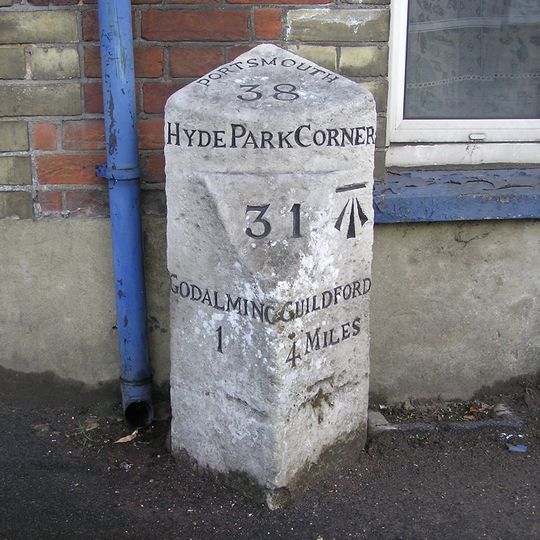 PORTSMOUTH
38
HYDE PARK CORNER
31
GODALMING GUILDFORD
1 4 MILES